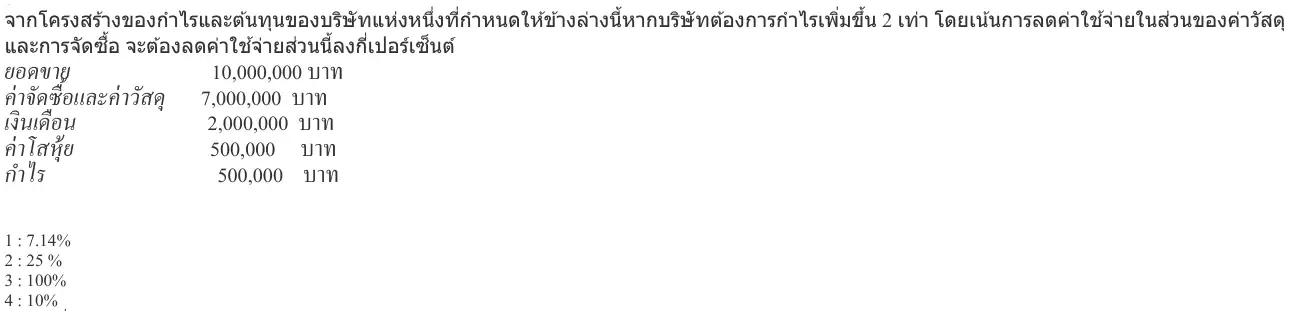 จากโครงสร้างของกำไรและต้นทุนของบริษัทแห่งหนึ่งที่กำหนดให้ข้างล่างนี้หากบริษัทต้องการกำไรเพิ่มขึ้น 2 เท่า โดยเน้นการลดค่าใช้จ่ายในส่วนของค่าวัสดุ
และการจัดซื้อ จะต้องลดค่าใช้จ่ายส่วนนี้ลงกี่เปอร์เซ็นต์
ยอดขาย 10,000,000 บาท
ค่าจัดซื้อและค่าวัสดุ 7,000,000 บาท
เงินเดือน 2,000,000 บาท
ค่าโสหุ้ย 500,000 บาท
กำไร 500,000 บาท
1 : 7.14%
2 : 25 %
3 : 100%
4 : 10%